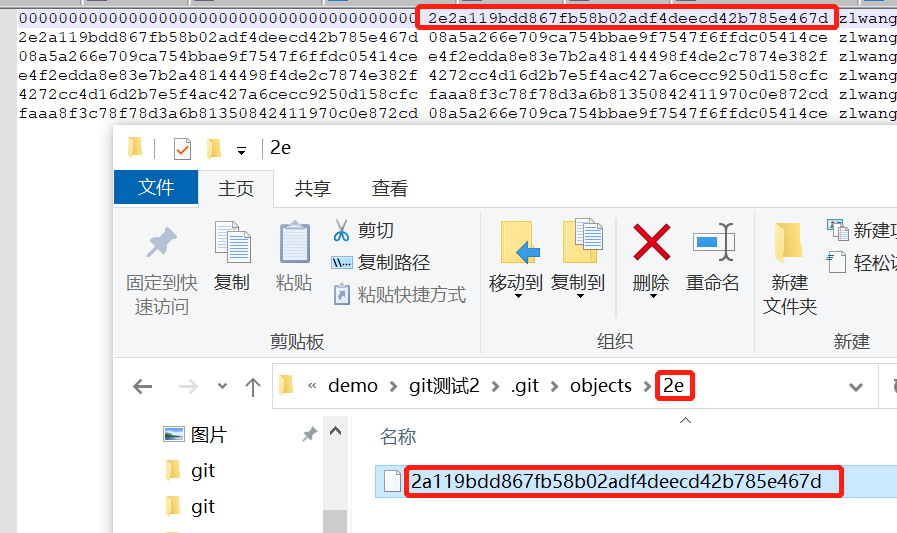 0000000000000000000000000000000000000000 2e2a119bdd867fb58b02adf4deecd42b785e467d zlwang
2e2a119bdd867fb58b02adf4deecd42b785e467d 08a5a266e709ca754bbae9f7547f6ffdc05414ce zlwang
08a5a266e709ca754bbae9f7547f6ffdc05414ce e4f2edda8e83e7b2a48144498f4de2c7874e382f zlwang
e4f2edda8e83e7b2a48144498f4de2c7874e382f 4272cc4d16d2b7e5f4ac427a6cecc9250d158cfc zlwang
4272cc4d16d2b7e5f4ac427a6cecc9250d158cfc faaa8f3c78f78d3a6b81350842411970c0e872cd zlwang
faaa8f3c78f78d3a6b81350842411970c0e872cd 08a5a266e709ca754bbae9f7547f6ffdc05414ce zlwang
2e
文件 主页 共享 查看
固定到快速访问
复制
粘贴
剪切
复制路径
粘贴快捷方式
剪贴板
移动到
复制到
删除
重命名
组织
新建
文件夹
新建项
轻松访
新建
« demo › git测试2 › .git › objects › 2e
图片
git
git
名称
2a119bdd867fb58b02adf4deecd42b785e467d